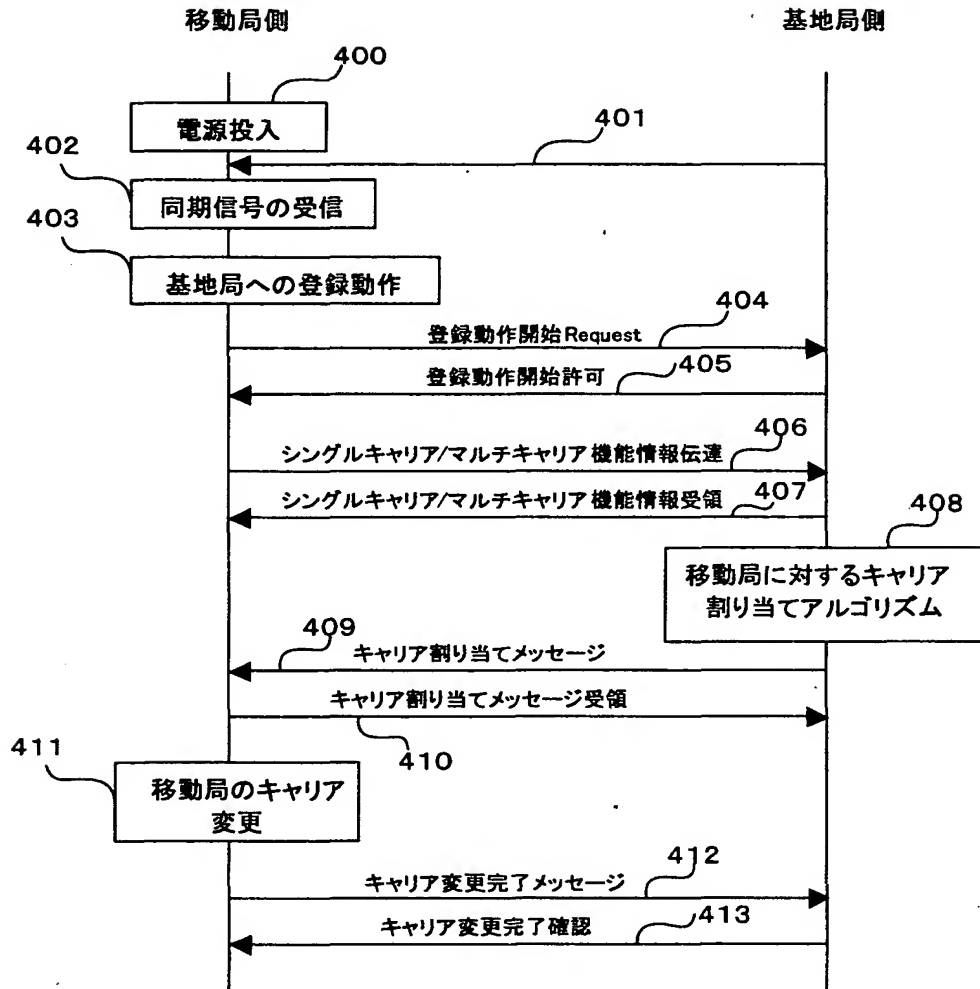 移動局側
基地局側
400
電源投入
401
402
同期信号の受信
403
基地局への登録動作
404
登録動作開始Request
405
登録動作開始許可
406
シングルキャリア/マルチキャリア機能情報伝達
407
シングルキャリア/マルチキャリア機能情報受領
408
移動局に対するキャリア
割り当てアルゴリズム
409
キャリア割り当てメッセージ
キャリア割り当てメッセージ受領
410
411
移動局のキャリア
変更
412
キャリア変更完了メッセージ
413
キャリア変更完了確認